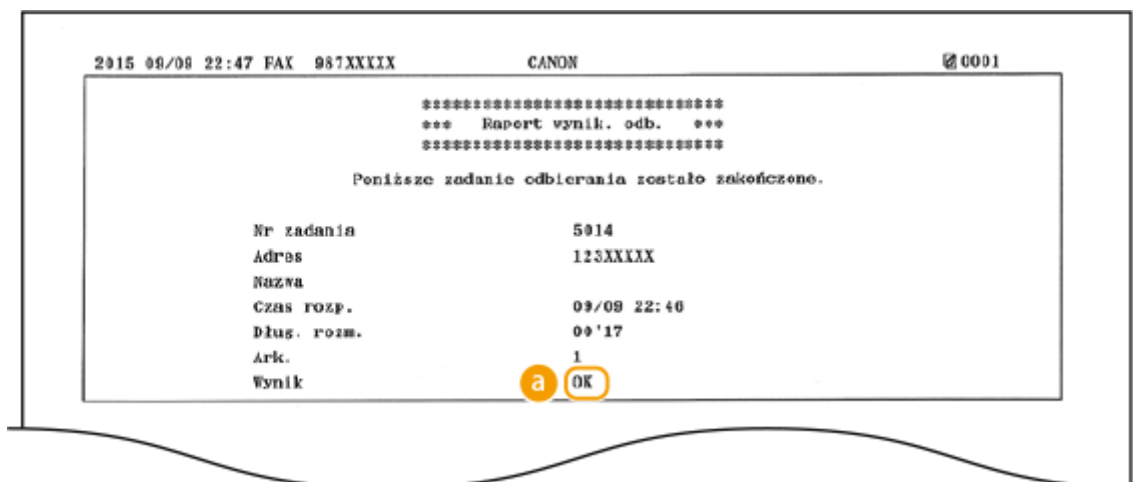 2015 09/09 22:47 FAX 987XXXXX CANON 0001
******************************
*** Raport wynik. odb. ***
******************************
Poniższe zadanie odbierania zostało zakończone.
Nr zadania 5014
Adres 123XXXXX
Nazwa
Czas rozp. 09/09 22:46
Dług. rozm. 00'17
Ark. 1
Wynik a OK